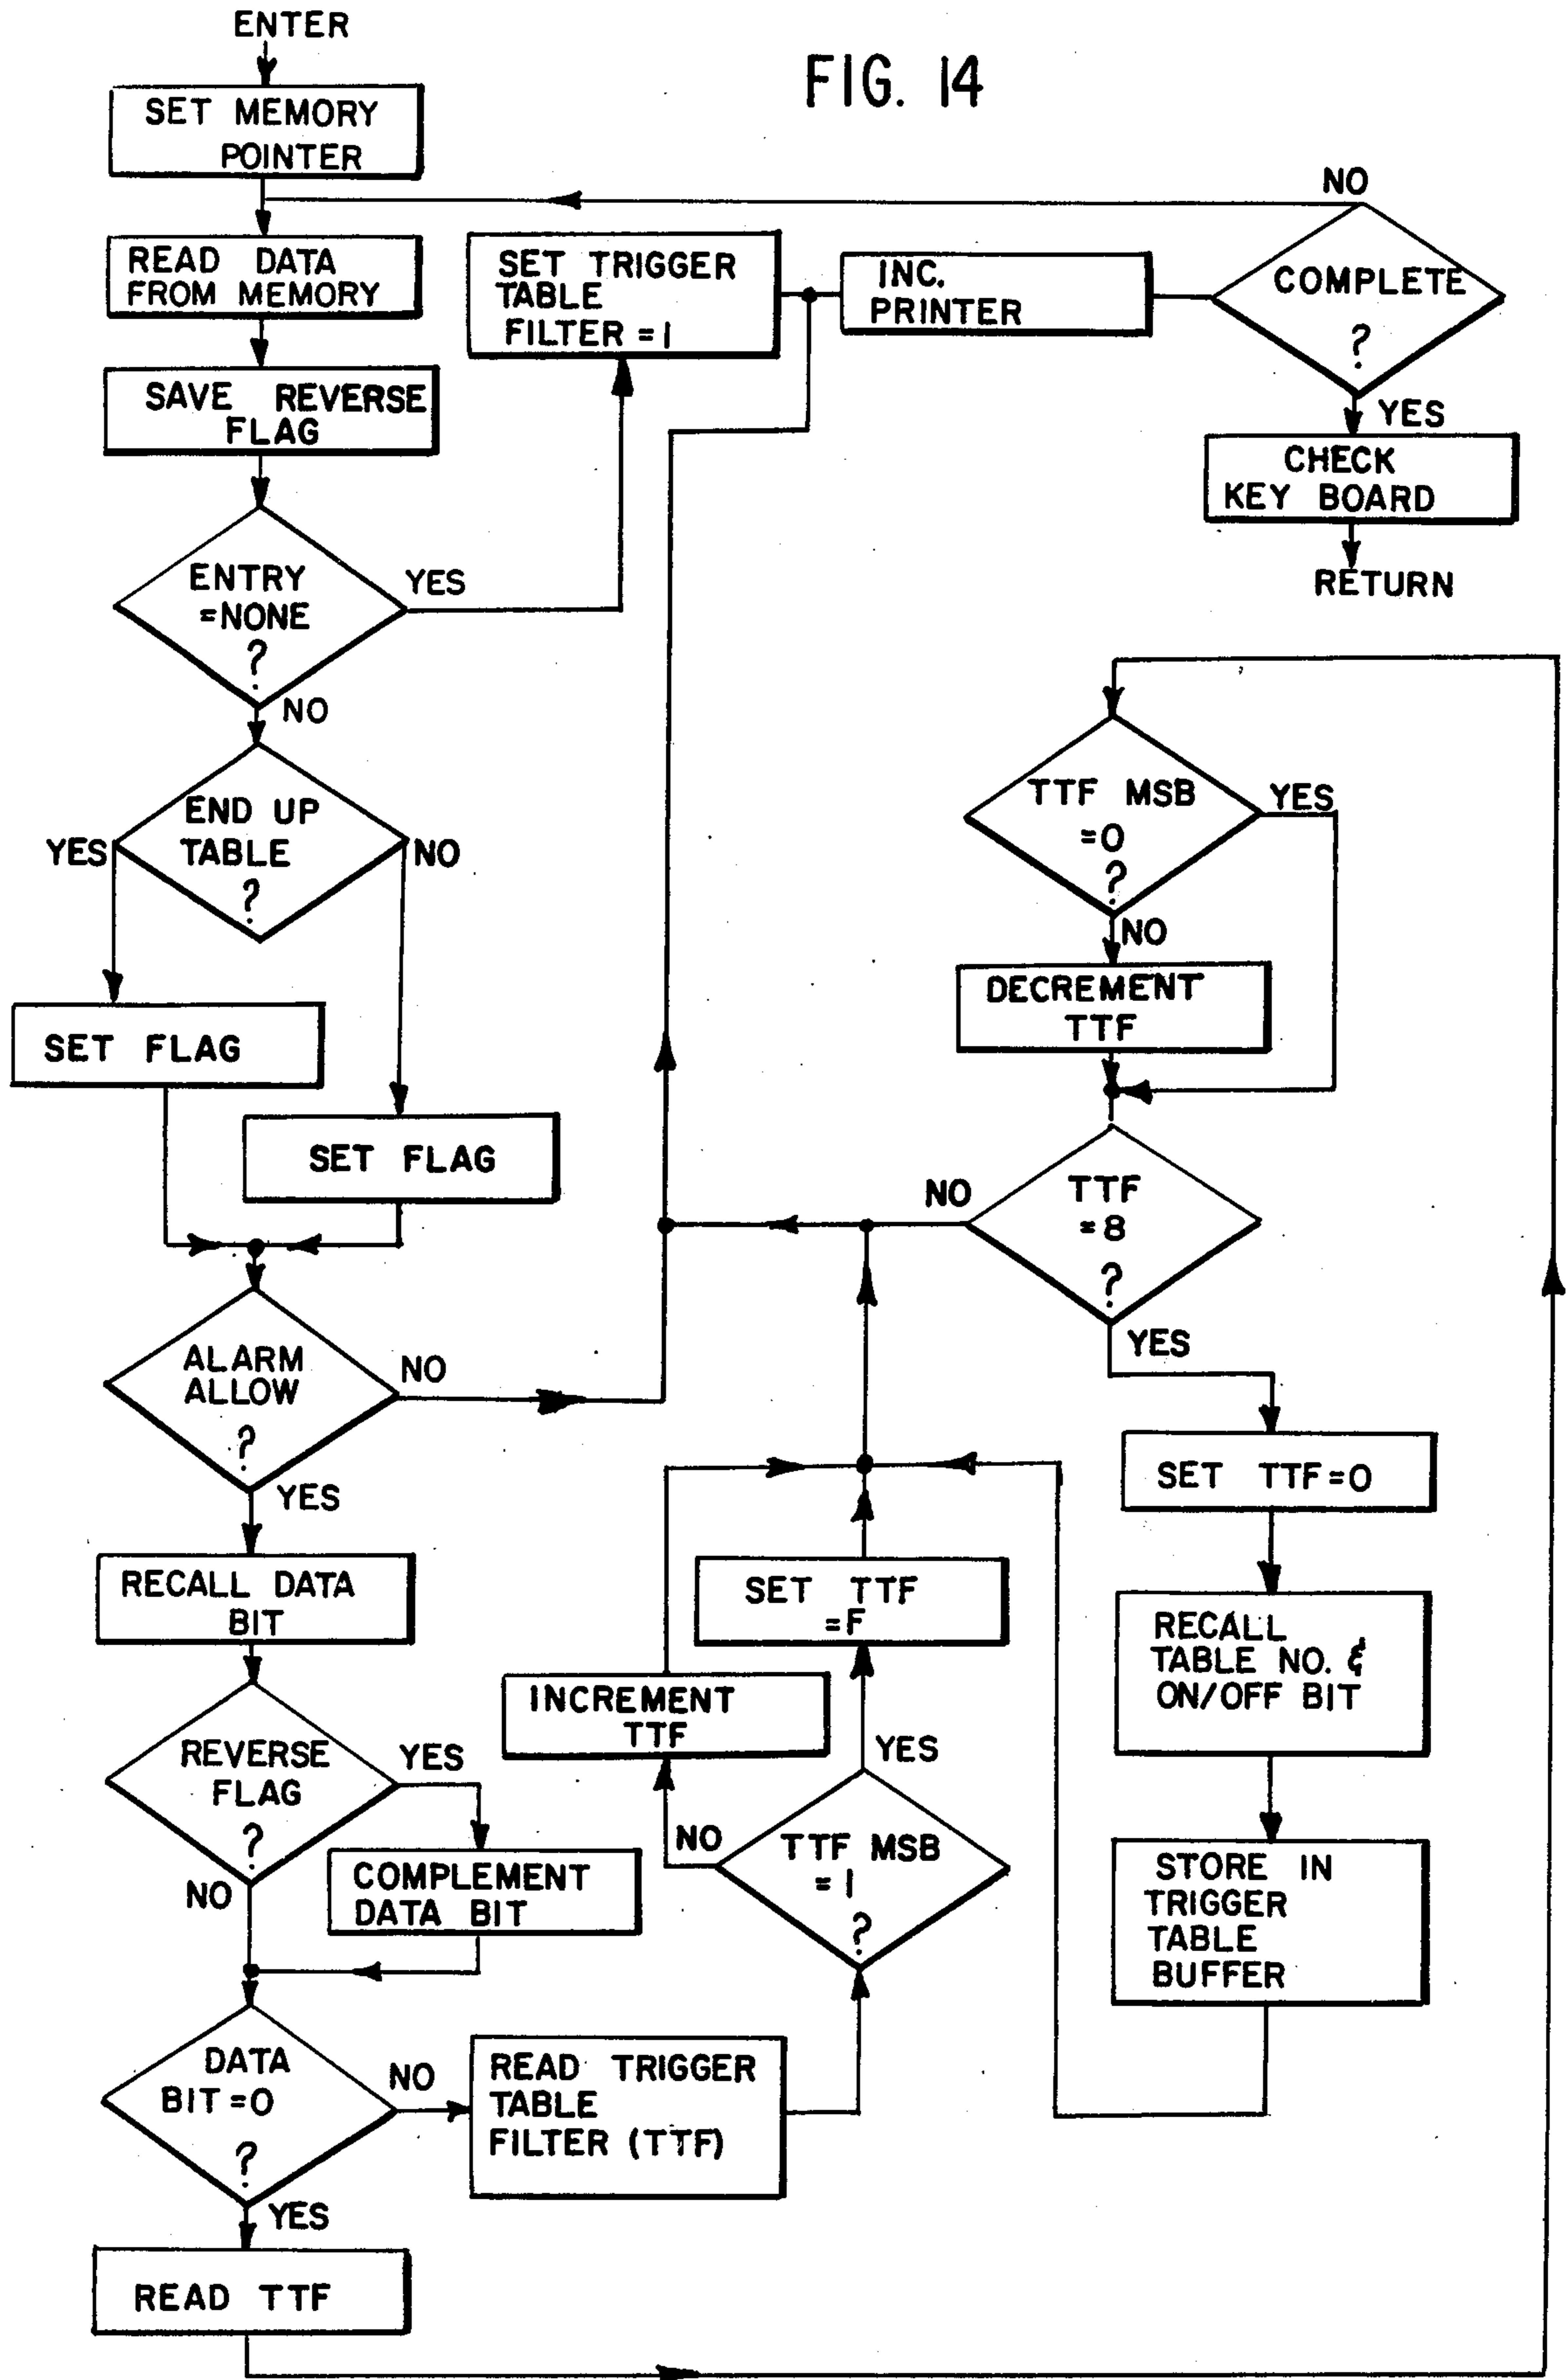 ENTER
FIG. 14
SET MEMORY
POINTER
NO
READ DATA
FROM MEMORY
SET TRIGGER
TABLE
FILTER = 1
INC.
PRINTER
COMPLETE
?
SAVE REVERSE
FLAG
YES
CHECK
KEY BOARD
RETURN
ENTRY
=NONE
?
YES
NO
END UP
TABLE
?
YES
NO
TTF MSB
=0
?
YES
NO
DECREMENT
TTF
SET FLAG
SET FLAG
TTF
=8
?
NO
YES
ALARM
ALLOW
?
NO
YES
SET TTF=0
RECALL DATA
BIT
SET TTF
=F
RECALL
TABLE NO. &
ON/OFF BIT
INCREMENT
TTF
REVERSE
FLAG
?
YES
NO
YES
TTF MSB
= 1
?
NO
COMPLEMENT
DATA BIT
STORE IN
TRIGGER
TABLE
BUFFER
DATA
BIT=0
?
NO
READ TRIGGER
TABLE
FILTER (TTF)
YES
READ TTF